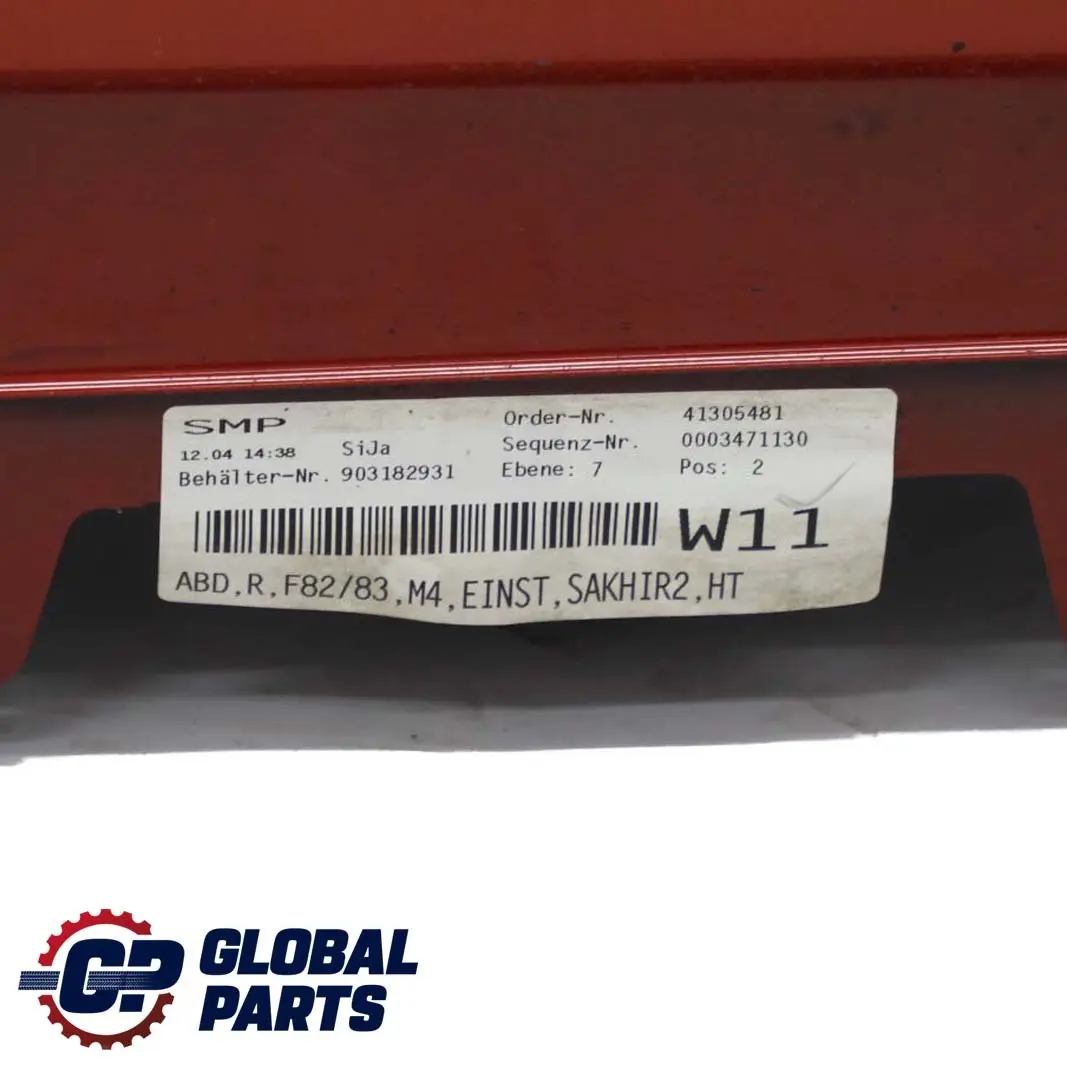 SMP
Order-Nr. 41305481
12.04 14:38 SiJa
Sequenz-Nr. 0003471130
Behälter-Nr. 903182931
Ebene: 7 Pos: 2
W11
ABD,R,F82/83,M4,EINST,SAKHIR2,HT
CP GLOBAL
PARTS